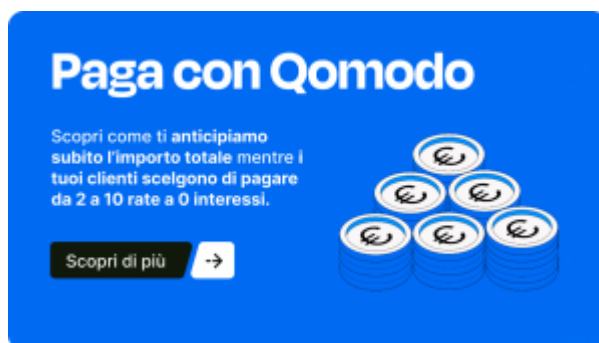 Paga con Qomodo
Scopri come ti anticipiamo
subito l'importo totale mentre i
tuoi clienti scelgono di pagare
da 2 a 10 rate a 0 interessi.
Scopri di più